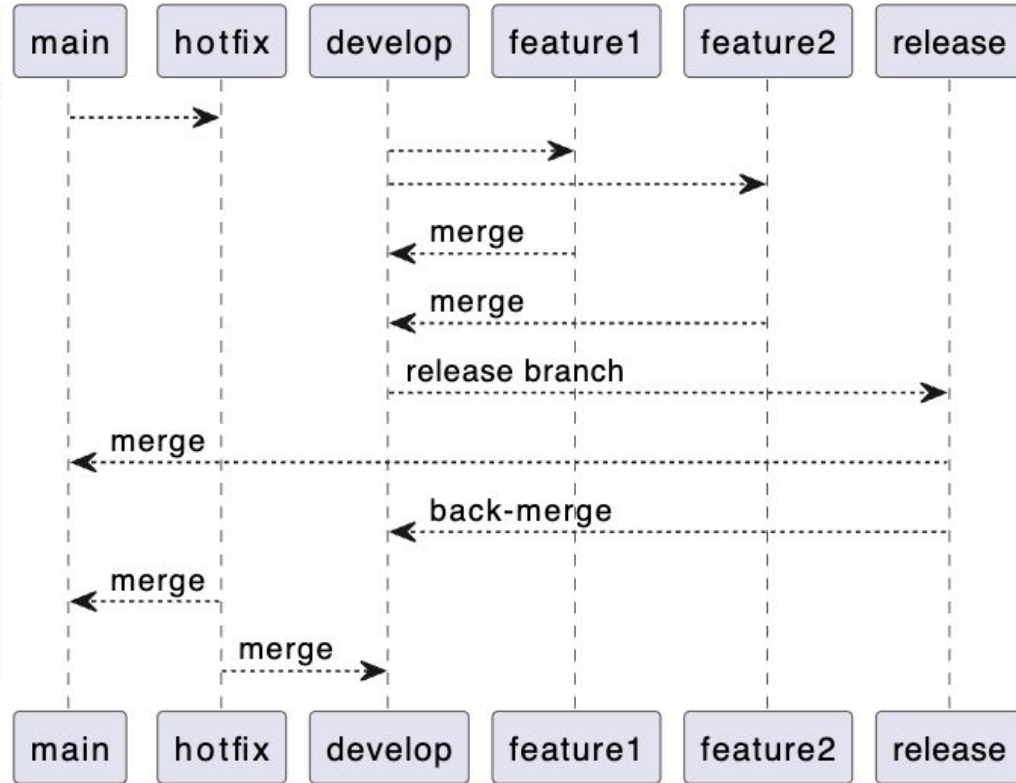 main hotfix develop feature1 feature2 release
merge
merge
release branch
merge
back-merge
merge
merge
main hotfix develop feature1 feature2 release